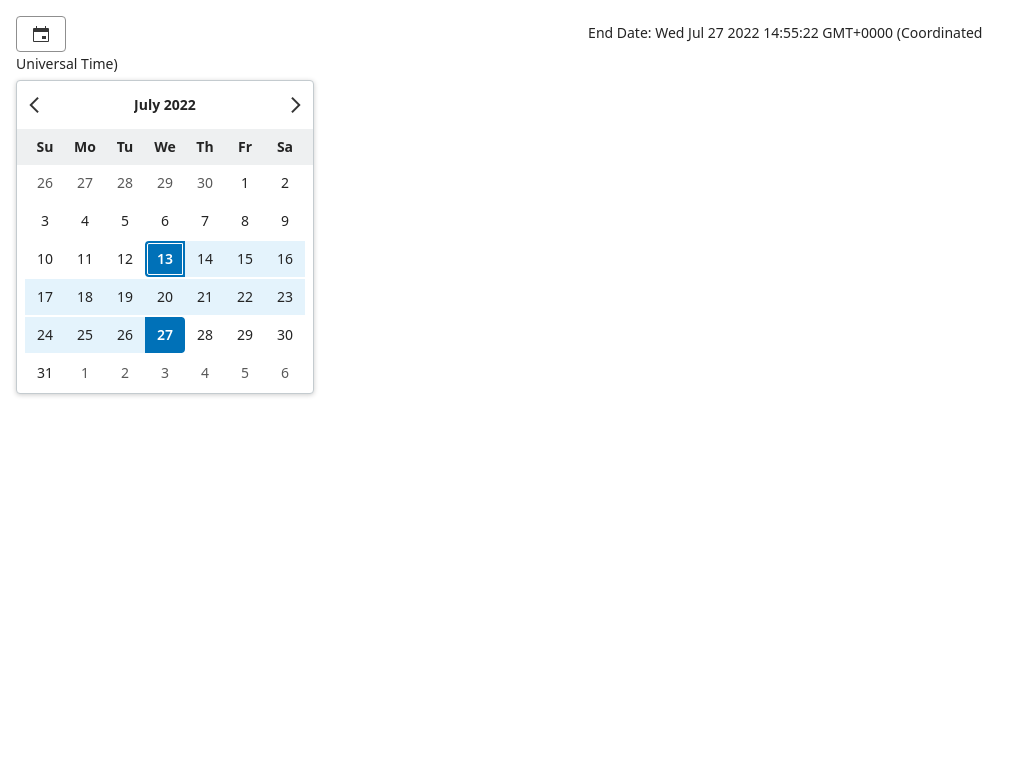 End Date: Wed Jul 27 2022 14:55:22 GMT+0000 (Coordinated
Universal Time)
July 2022
Su Mo Tu We Th Fr Sa
26 27 28 29 30 1 2
3 4 5 6 7 8 9
10 11 12 13 14 15 16
17 18 19 20 21 22 23
24 25 26 27 28 29 30
31 1 2 3 4 5 6